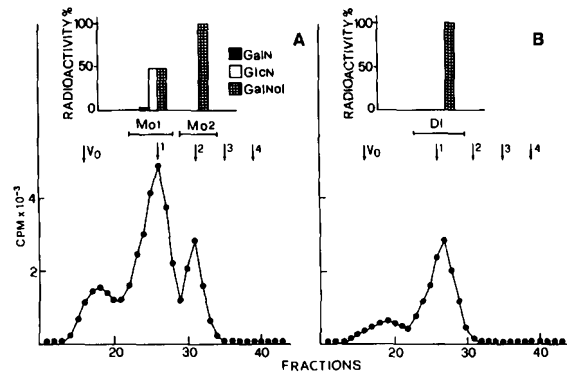 RADIOACTIVITY%
100
50
0
A
GalN
GlcN
GalNol
Mo1
Mo2
V0
1
2
3
4
CPM x 10-3
4
2
20
30
40
RADIOACTIVITY%
100
50
0
B
DI
V0
1
2
3
4
20
30
40
FRACTIONS